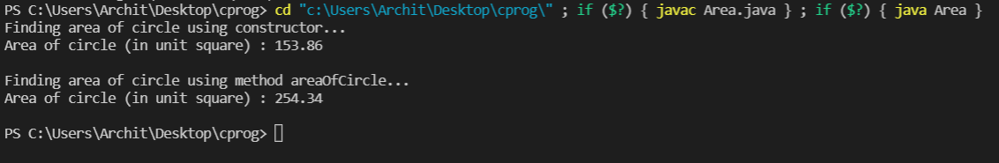 PS C:\Users\Archit\Desktop\cprog> cd "c:\Users\Archit\Desktop\cprog\" ; if ($?) { javac Area.java } ; if ($?) { java Area }
Finding area of circle using constructor...
Area of circle (in unit square) : 153.86
Finding area of circle using method areaOfCircle...
Area of circle (in unit square) : 254.34
PS C:\Users\Archit\Desktop\cprog>